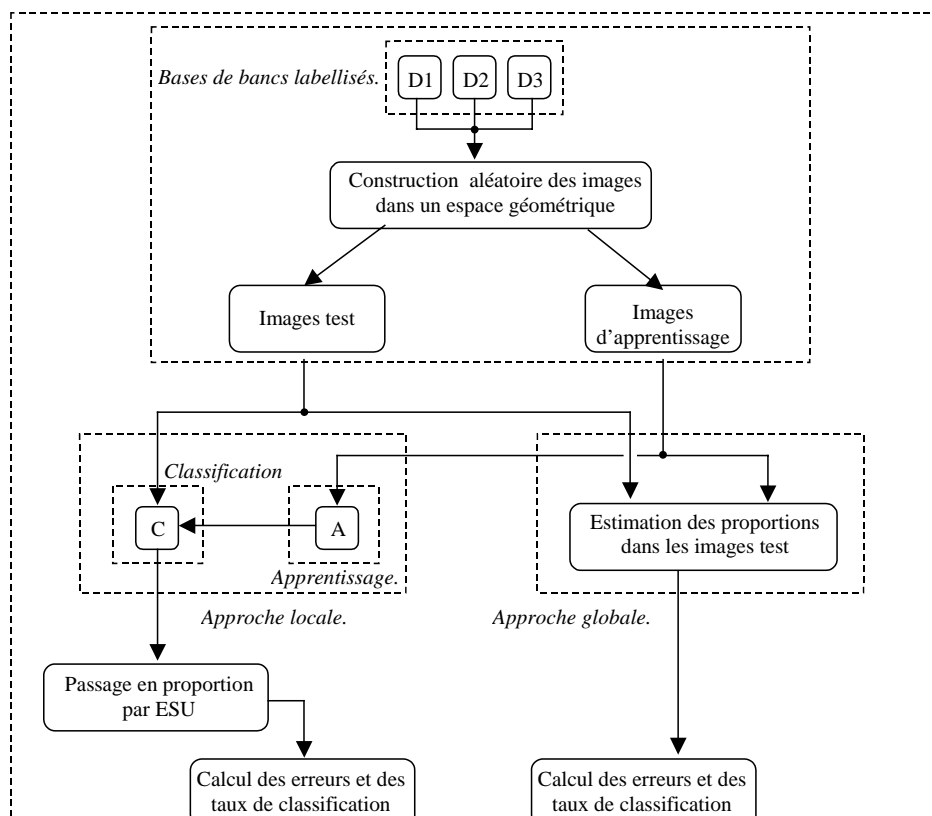 Bases de bancs labellisés.
D1 D2 D3
Construction aléatoire des images
dans un espace géométrique
Images test
Images
d’apprentissage
Classification
C
A
Apprentissage.
Estimation des proportions
dans les images test
Approche locale.
Approche globale.
Passage en proportion
par ESU
Calcul des erreurs et des
taux de classification
Calcul des erreurs et des
taux de classification